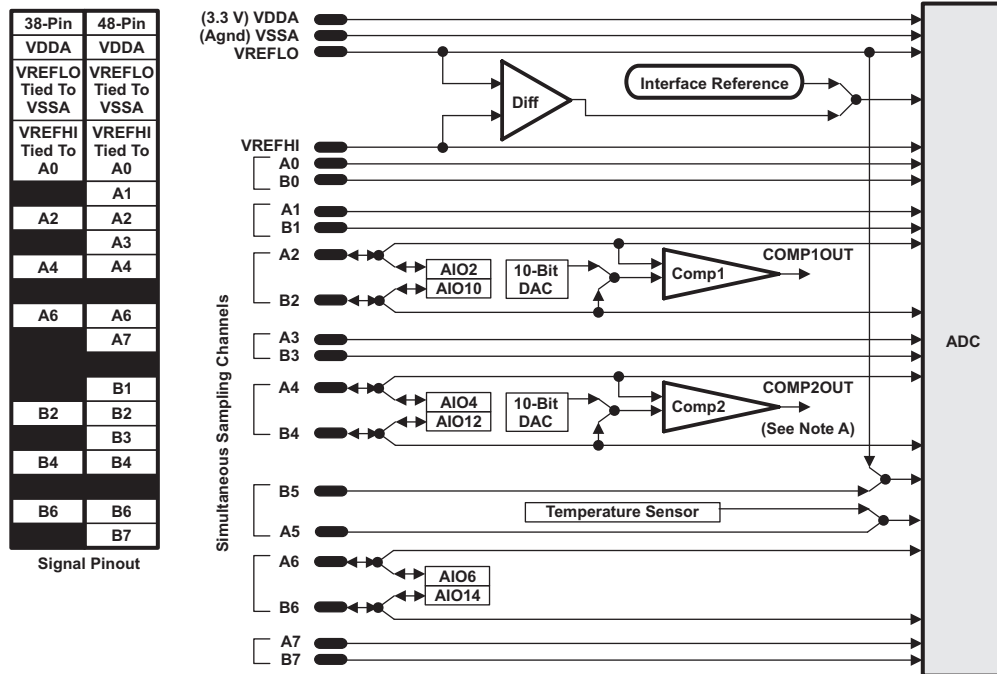 38-Pin 48-Pin
VDDA VDDA
VREFLO VREFLO
Tied To Tied To
VSSA VSSA
VREFHI VREFHI
Tied To Tied To
A0 A0
A1
A2 A2
A3
A4 A4
A6 A6
A7
B1
B2 B2
B3
B4 B4
B6 B6
B7
Signal Pinout
(3.3 V) VDDA
(Agnd) VSSA
VREFLO
Interface Reference
Diff
VREFHI
A0
B0
A1
B1
A2
AIO2
AIO10
10-Bit
DAC
Comp1
COMP1OUT
B2
A3
B3
A4
AIO4
AIO12
10-Bit
DAC
Comp2
COMP2OUT
(See Note A)
B4
B5
Temperature Sensor
A5
A6
AIO6
AIO14
B6
A7
B7
Simultaneous Sampling Channels
ADC